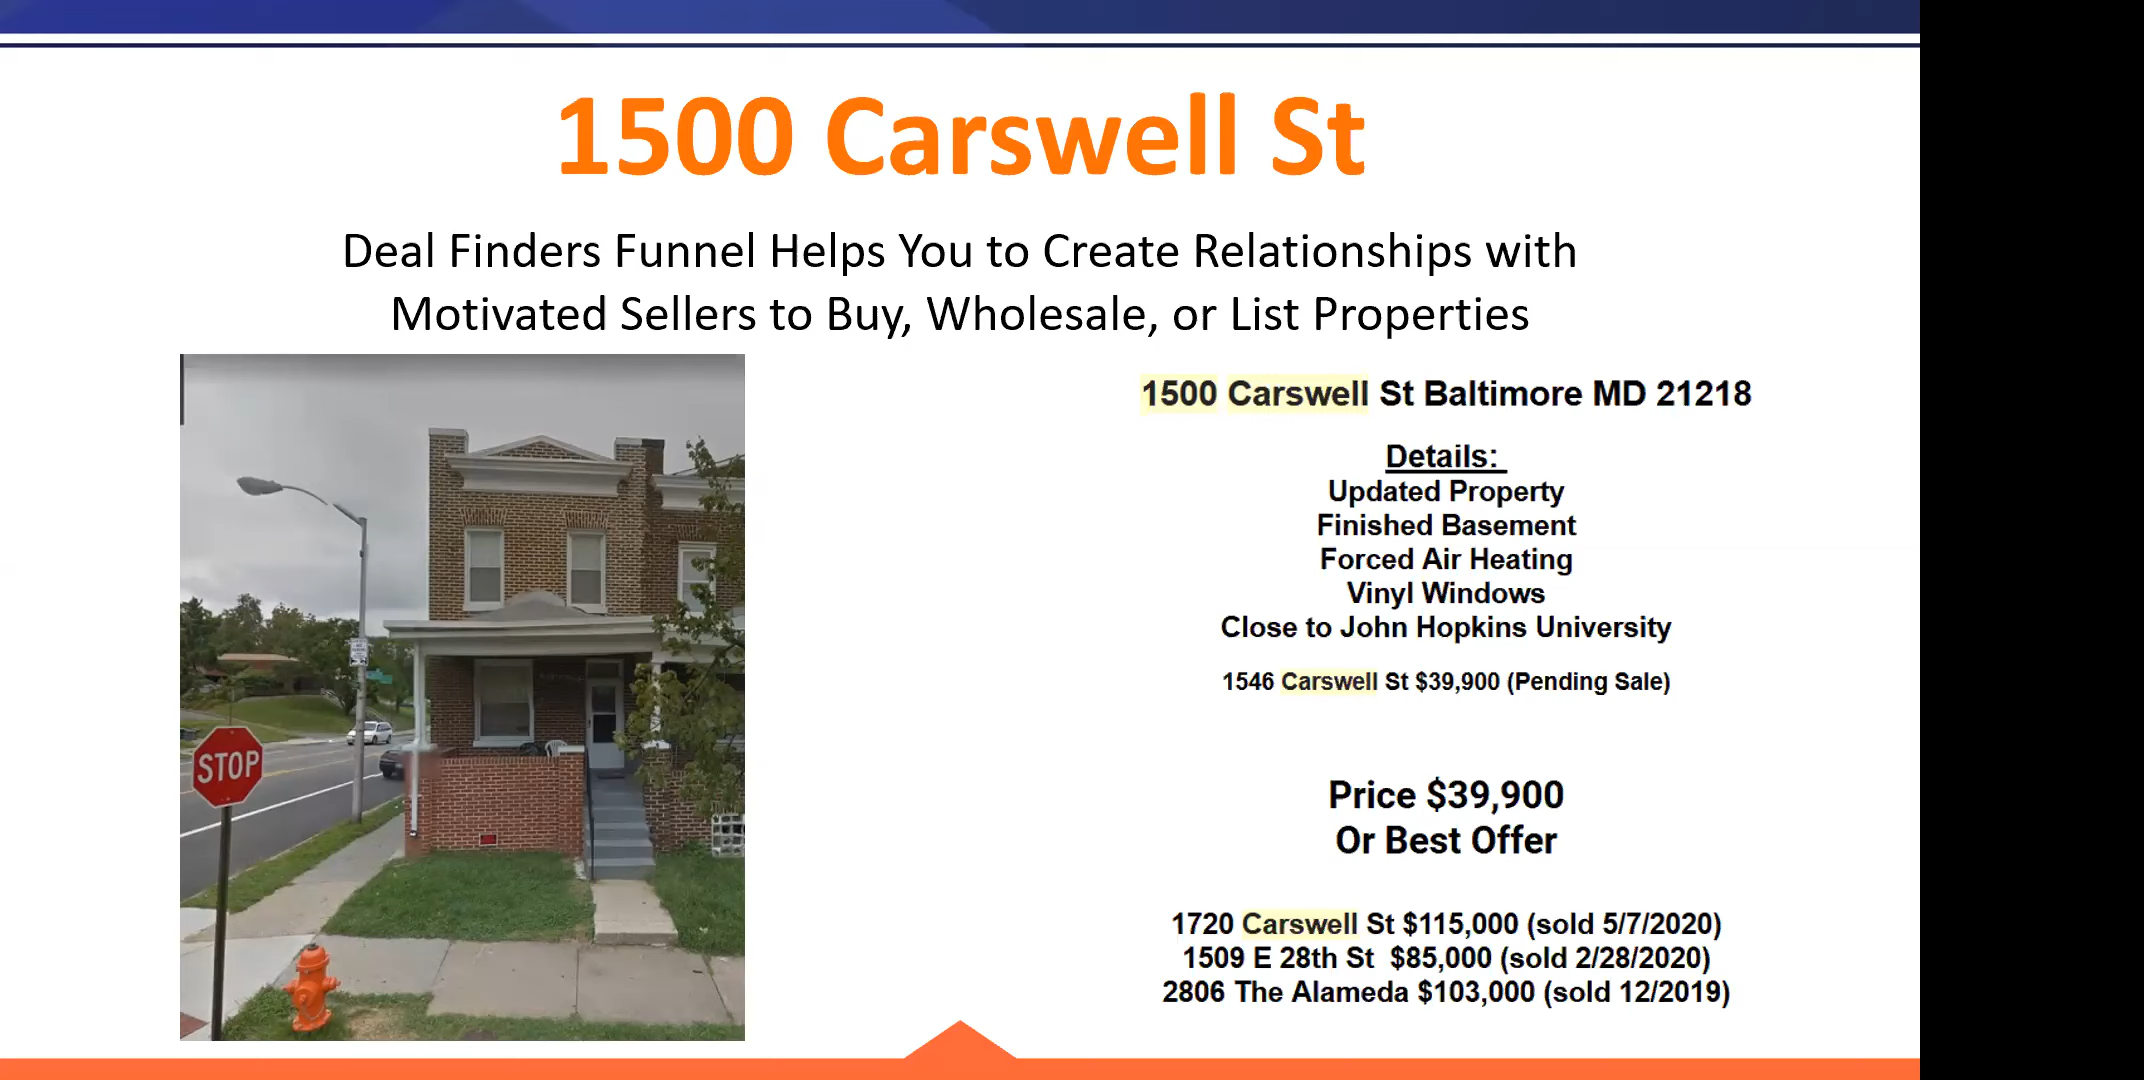 1500 Carswell St
Deal Finders Funnel Helps You to Create Relationships with
Motivated Sellers to Buy, Wholesale, or List Properties
STOP
1500 Carswell St Baltimore MD 21218
Details:
Updated Property
Finished Basement
Forced Air Heating
Vinyl Windows
Close to John Hopkins University
1546 Carswell St $39,900 (Pending Sale)
Price $39,900
Or Best Offer
1720 Carswell St $115,000 (sold 5/7/2020)
1509 E 28th St $85,000 (sold 2/28/2020)
2806 The Alameda $103,000 (sold 12/2019)